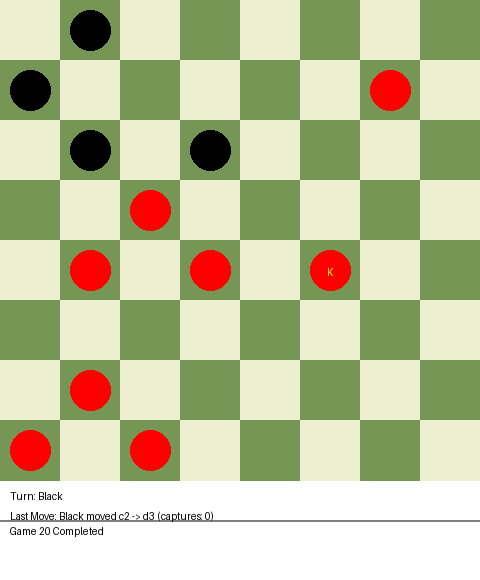 K
Turn: Black
Last Move: Black moved c2 -> d3 (captures: 0)
Game 20 Completed